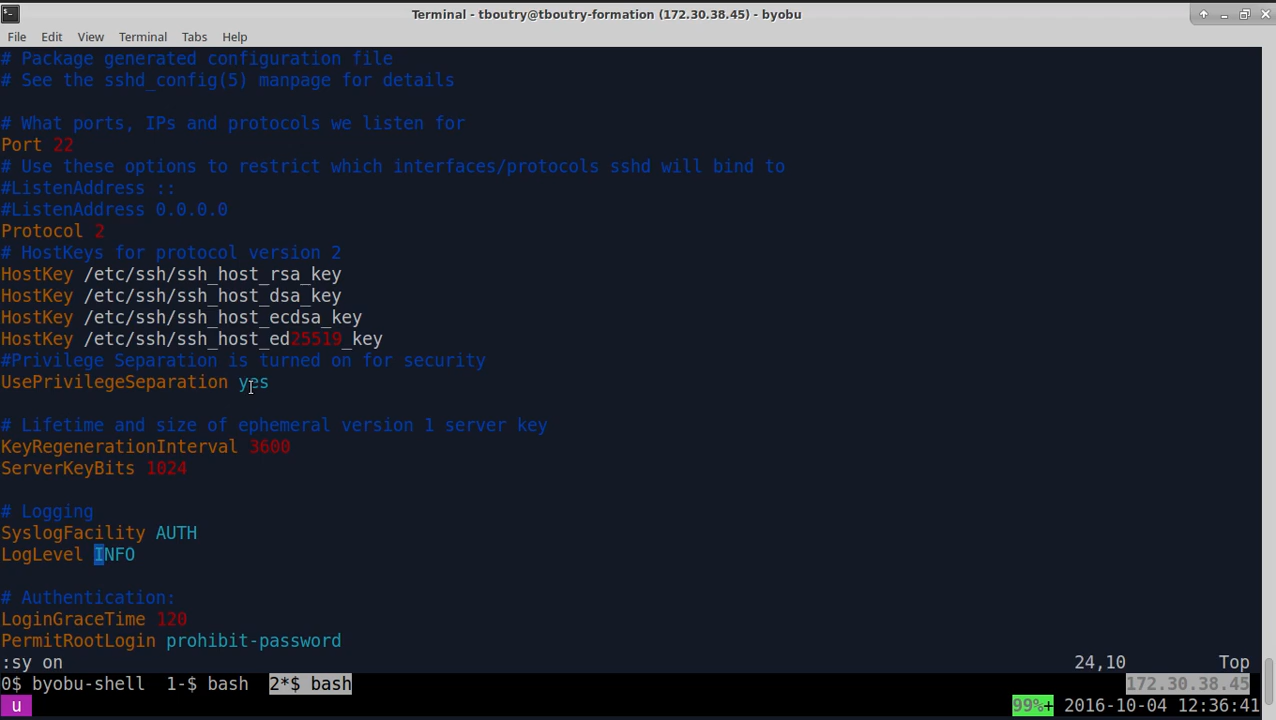 Terminal - tboutry@tboutry-formation (172.30.38.45) - byobu
File Edit View Terminal Tabs Help
# Package generated configuration file
# See the sshd_config(5) manpage for details
# What ports, IPs and protocols we listen for
Port 22
# Use these options to restrict which interfaces/protocols sshd will bind to
#ListenAddress ::
#ListenAddress 0.0.0.0
Protocol 2
# HostKeys for protocol version 2
HostKey /etc/ssh/ssh_host_rsa_key
HostKey /etc/ssh/ssh_host_dsa_key
HostKey /etc/ssh/ssh_host_ecdsa_key
HostKey /etc/ssh/ssh_host_ed25519_key
#Privilege Separation is turned on for security
UsePrivilegeSeparation yes
# Lifetime and size of ephemeral version 1 server key
KeyRegenerationInterval 3600
ServerKeyBits 1024
# Logging
SyslogFacility AUTH
LogLevel INFO
# Authentication:
LoginGraceTime 120
PermitRootLogin prohibit-password
:sy on 24,10 Top
0$ byobu-shell 1-$ bash 2*$ bash 172.30.38.45
u 99%+ 2016-10-04 12:36:41